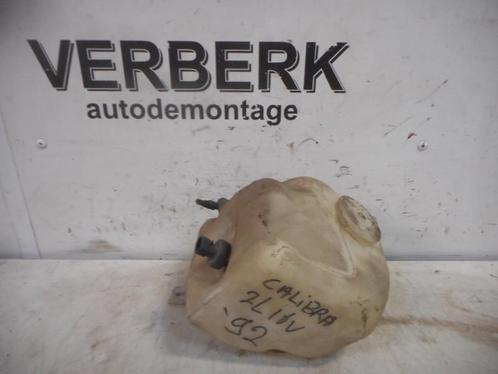 VERBERK
autodemontage
CALIBRA
2L 16V
'92